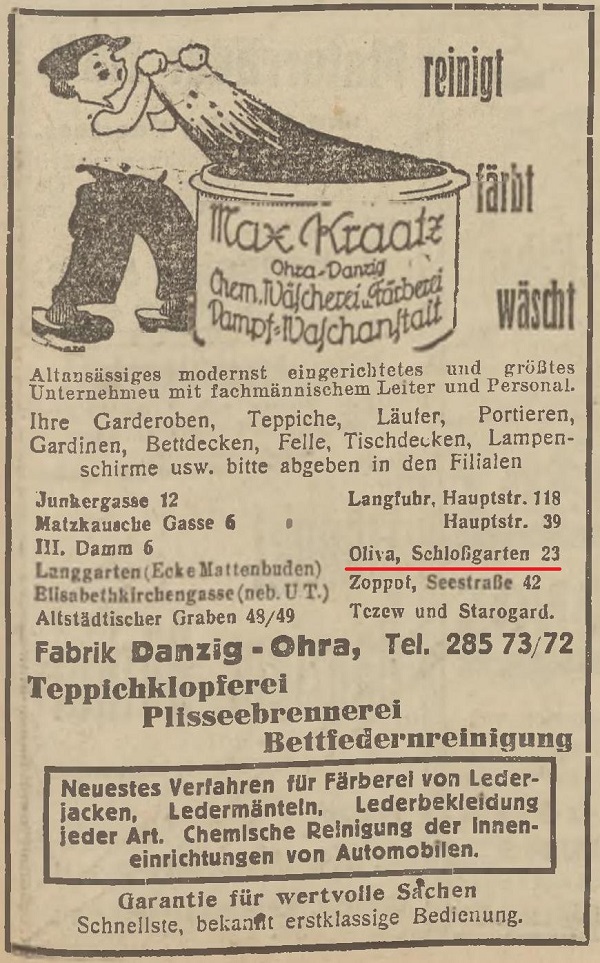 reinigt
färbt
wäscht
Max Kraatz
Ohra-Danzig
Chem. Wäscherei, Färberei
Dampf-Waschanstalt
Altansässiges modernst eingerichtetes und größtes
Unternehmeu mit fachmännischem Leiter und Personal.
Ihre Garderoben, Teppiche, Läufer, Portieren,
Gardinen, Bettdecken, Felle, Tischdecken, Lampen-
schirme usw. bitte abgeben in den Filialen
Junkergasse 12
Matzkausche Gasse 6
III. Damm 6
Langgarten (Ecke Mattenbuden)
Elisabethkirchengasse (neb. U T.)
Altstädtischer Graben 48/49
Langfuhr, Hauptstr. 118
Hauptstr. 39
Oliva, Schloßgarten 23
Zoppot, Seestraße 42
Tczew und Starogard.
Fabrik Danzig - Ohra, Tel. 285 73/72
Teppichklopferei
Plisseebrennerei
Bettfedernreinigung
Neuestes Verfahren für Färberei von Leder-
jacken, Ledermänteln, Lederbekleidung
jeder Art. Chemische Reinigung der Innen-
einrichtungen von Automobilen.
Garantie für wertvolle Sachen
Schnellste, bekannt erstklassige Bedienung.